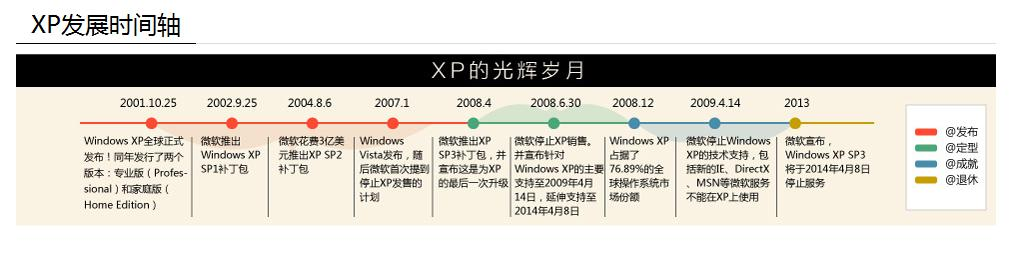 XP发展时间轴
XP的光辉岁月
2001.10.25
Windows XP全球正式
发布！同年发行了两个
版本：专业版（Profes-
sional）和家庭版（
Home Edition）
2002.9.25
微软推出
Windows XP
SP1补丁包
2004.8.6
微软花费3亿美
元推出XP SP2
补丁包
2007.1
Windows
Vista发布，随
后微软首次提到
停止XP发售的
计划
2008.4
微软推出XP
SP3补丁包，并
宣布这是为XP
的最后一次升级
2008.6.30
微软停止XP销售。
并宣布针对
Windows XP的主要
支持至2009年4月
14日，延伸支持至
2014年4月8日
2008.12
Windows XP
占据了
76.89%的全
球操作系统市
场份额
2009.4.14
微软停止Windows
XP的技术支持，包
括新的IE、DirectX
、MSN等微软服务
不能在XP上使用
2013
微软宣布，
Windows XP SP3
将于2014年4月8日
停止服务
@发布
@定型
@成就
@退休